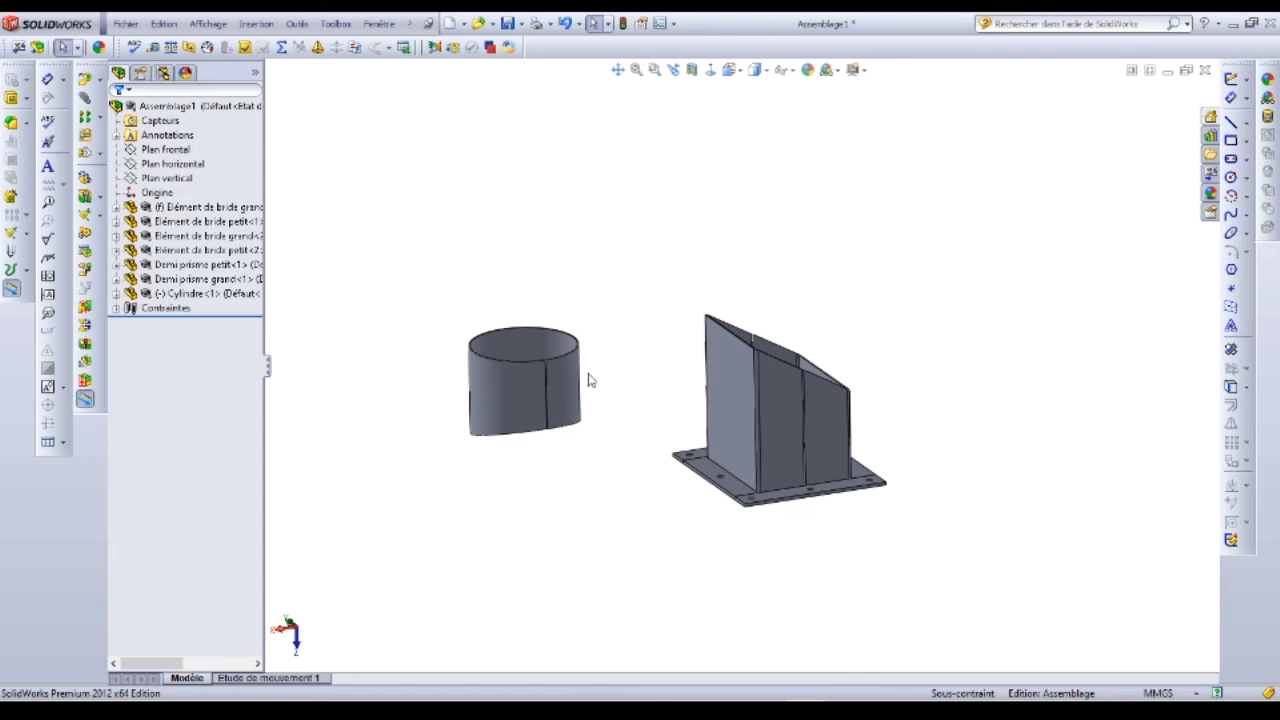 SOLIDWORKS Fichier Edition Affichage Insertion Outils Toolbox Fenêtre ? Assemblage1 * Rechercher dans l'aide de SolidWorks
Assemblage1 (Défaut<Etat d
Capteurs
Annotations
Plan frontal
Plan horizontal
Plan vertical
Origine
(f) Elément de bride grand
Elément de bride petit<1>
Elément de bride grand<2
Elément de bride petit<2>
Demi prisme petit<1> (De
Demi prisme grand<1> (D
(-) Cylindre<1> (Défaut<
Contraintes
X Y Z
Modèle Etude de mouvement 1
SolidWorks Premium 2012 x64 Edition Sous-contraint Edition: Assemblage MMGS